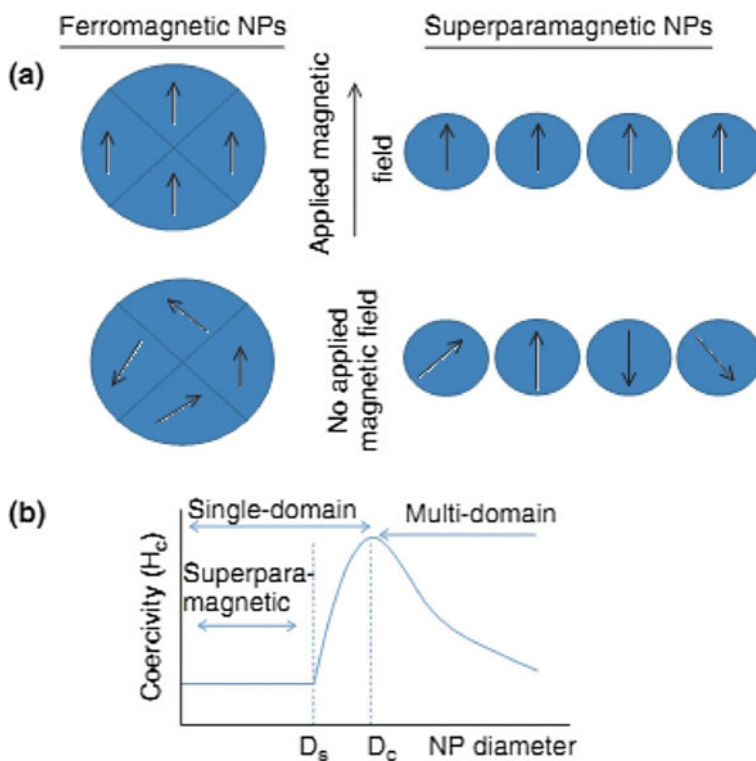 Ferromagnetic NPs
Superparamagnetic NPs
(a)
Applied magnetic
field
No applied
magnetic field
(b)
Single-domain
Multi-domain
Superpara-
magnetic
Coercivity (Hc)
Ds
Dc
NP diameter